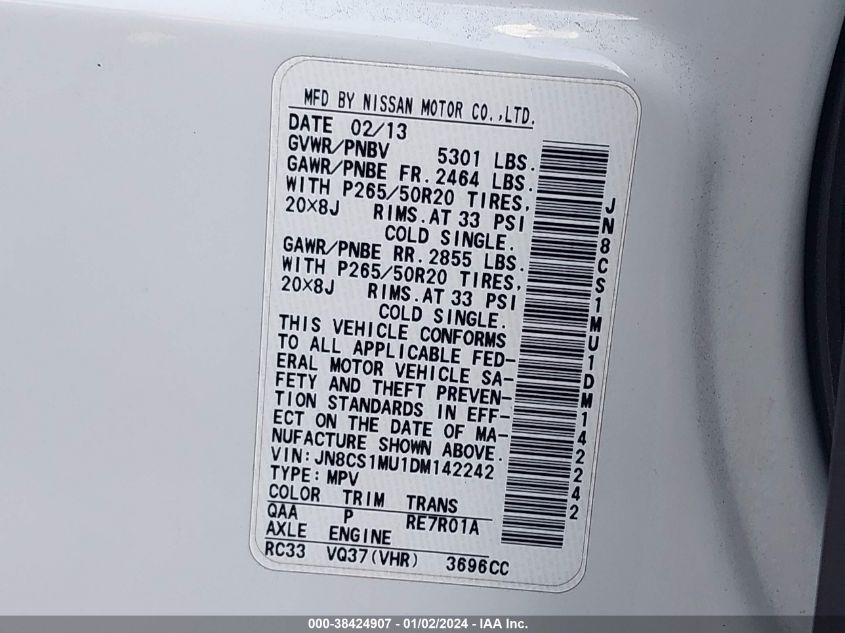 MFD BY NISSAN MOTOR CO.,LTD.
DATE 02/13
GVWR/PNBV 5301 LBS.
GAWR/PNBE FR. 2464 LBS.
WITH P265/50R20 TIRES,
20×8J RIMS.AT 33 PSI
COLD SINGLE.
GAWR/PNBE RR. 2855 LBS.
WITH P265/50R20 TIRES,
20×8J RIMS.AT 33 PSI
COLD SINGLE.
THIS VEHICLE CONFORMS
TO ALL APPLICABLE FED-
ERAL MOTOR VEHICLE SA-
FETY AND THEFT PREVEN-
TION STANDARDS IN EFF-
ECT ON THE DATE OF MA-
NUFACTURE SHOWN ABOVE.
VIN:JN8CS1MU1DM142242
TYPE:MPV
COLOR TRIM TRANS
QAA P RE7R01A
AXLE ENGINE
RC33 VQ37(VHR) 3696CC
JN8CS1MU1DM142242
000-38424907 - 01/02/2024 - IAA Inc.